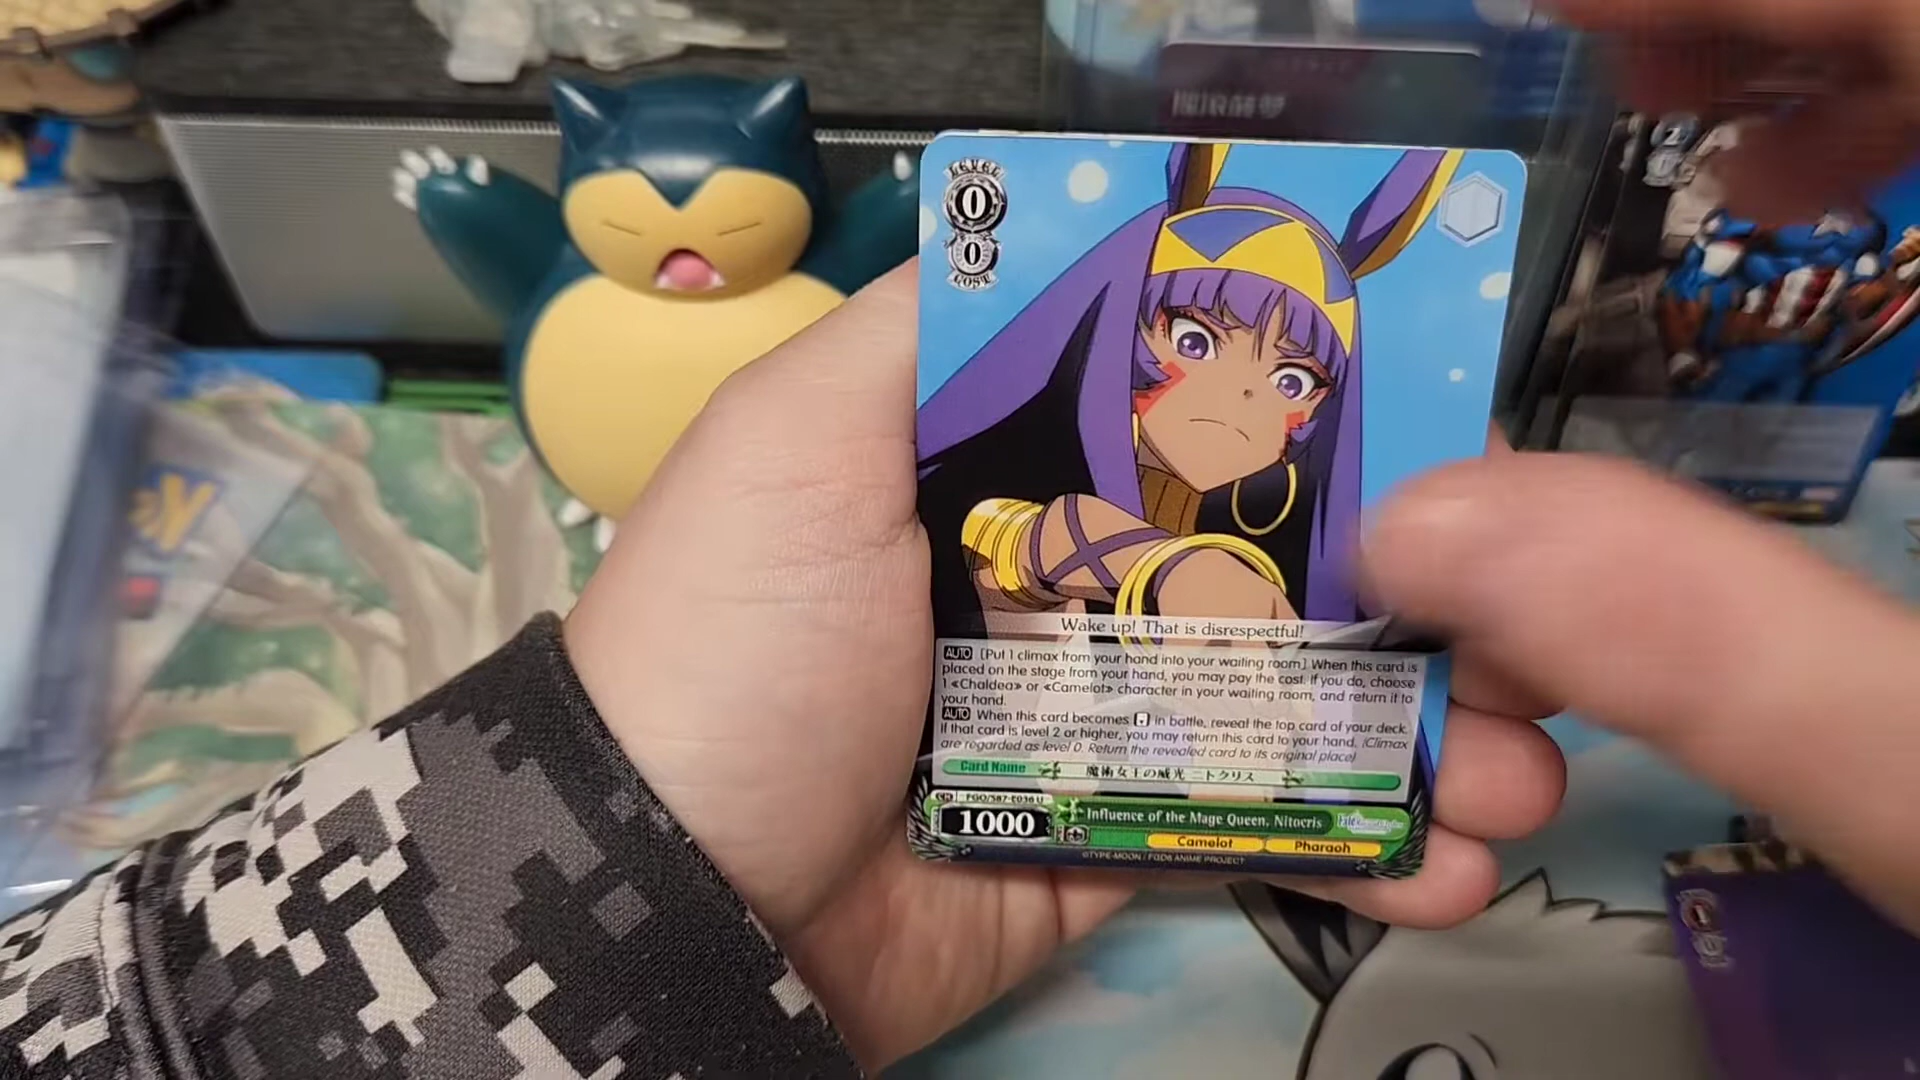 LEVEL
0
0
COST
Wake up! That is disrespectful!
AUTO [Put 1 climax from your hand into your waiting room] When this card is
placed on the stage from your hand, you may pay the cost. If you do, choose
1 «Chaldea» or «Camelot» character in your waiting room, and return it to
your hand.
AUTO When this card becomes in battle, reveal the top card of your deck.
If that card is level 2 or higher, you may return this card to your hand. (Climax
are regarded as level 0. Return the revealed card to its original place)
Card Name 魔術女王の威光 ニトクリス
CH FGO/S87-E036 U
1000
Influence of the Mage Queen, Nitocris
Camelot Pharaoh
©TYPE-MOON / FGO6 ANIME PROJECT